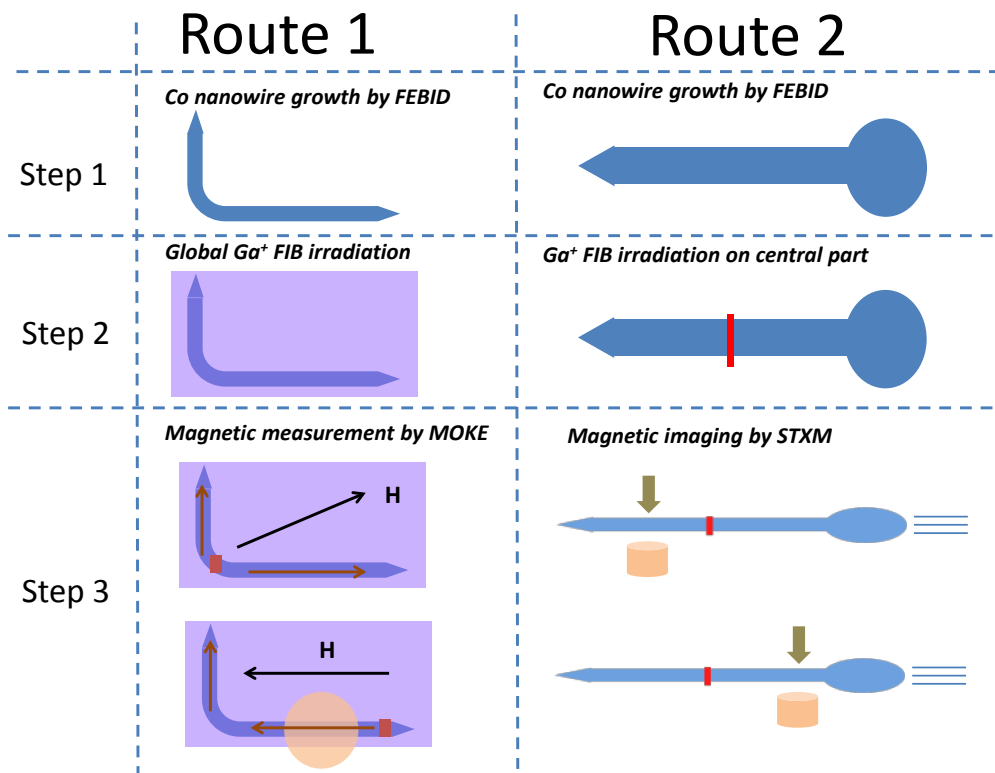 Route 1
Route 2
Step 1
Co nanowire growth by FEBID
Co nanowire growth by FEBID
Step 2
Global Ga⁺ FIB irradiation
Ga⁺ FIB irradiation on central part
Step 3
Magnetic measurement by MOKE
Magnetic imaging by STXM
H
H